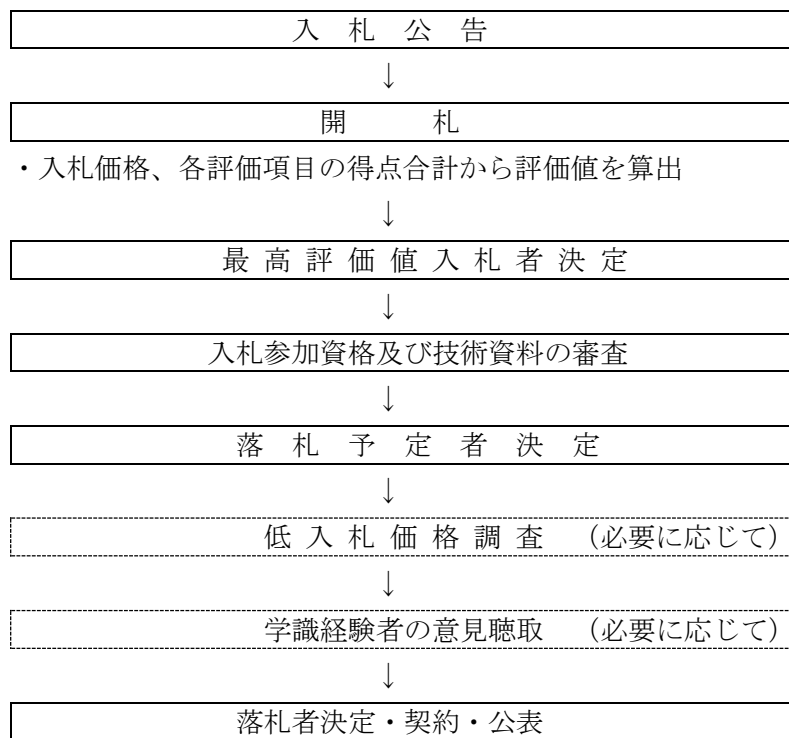 入札公告
↓
開札
・入札価格、各評価項目の得点合計から評価値を算出
↓
最高評価値入札者決定
↓
入札参加資格及び技術資料の審査
↓
落札予定者決定
↓
低入札価格調査 （必要に応じて）
↓
学識経験者の意見聴取 （必要に応じて）
↓
落札者決定・契約・公表